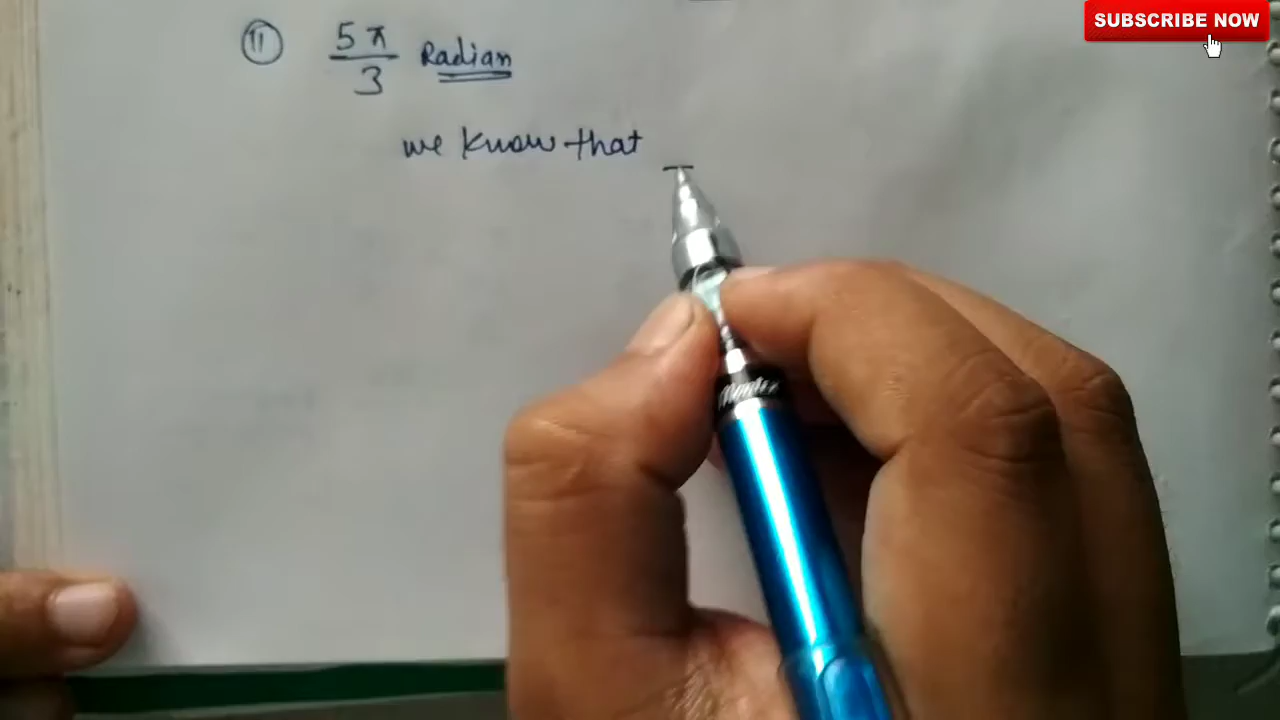 SUBSCRIBE NOW
(11) 5π/3 Radian
we know that